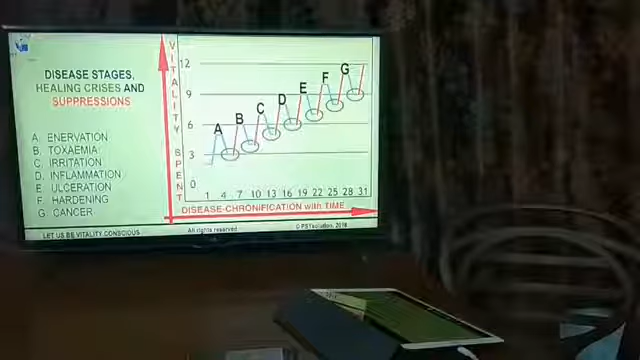 DISEASE STAGES,
HEALING CRISES AND
SUPPRESSIONS
A. ENERVATION
B. TOXAEMIA
C. IRRITATION
D. INFLAMMATION
E. ULCERATION
F. HARDENING
G. CANCER
VITALITY SPENT
12
9
6
3
0
A
B
C
D
E
F
G
1 4 7 10 13 16 19 22 25 28 31
DISEASE-CHRONIFICATION with TIME
LET US BE VITALITY CONSCIOUS
All rights reserved